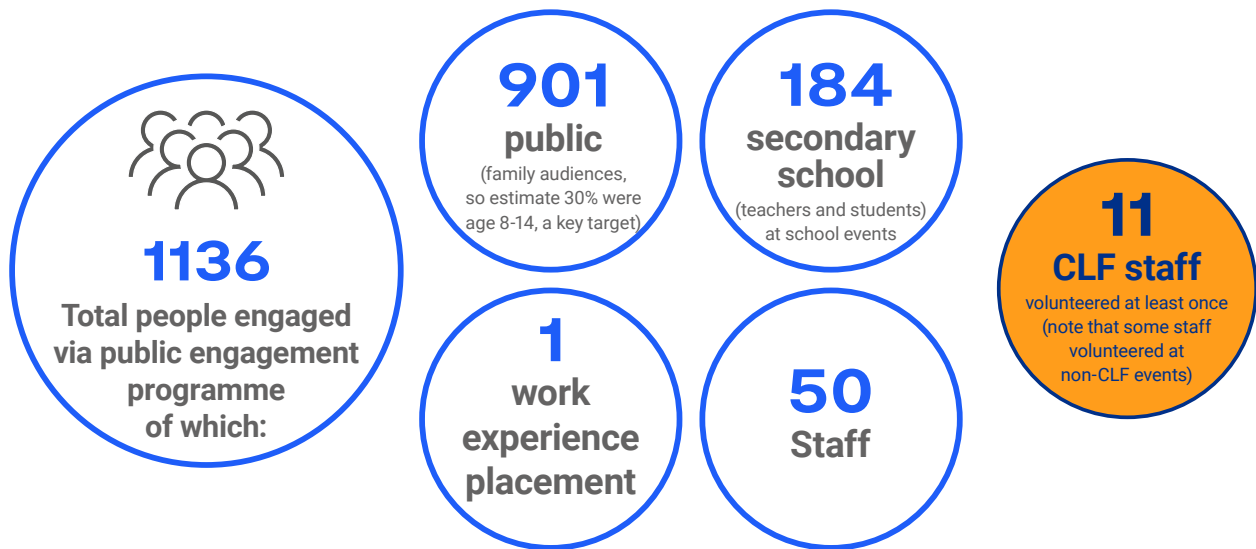 1136
Total people engaged
via public engagement
programme
of which:
901
public
(family audiences,
so estimate 30% were
age 8-14, a key target)
184
secondary
school
(teachers and students)
at school events
1
work
experience
placement
50
Staff
11
CLF staff
volunteered at least once
(note that some staff
volunteered at
non-CLF events)